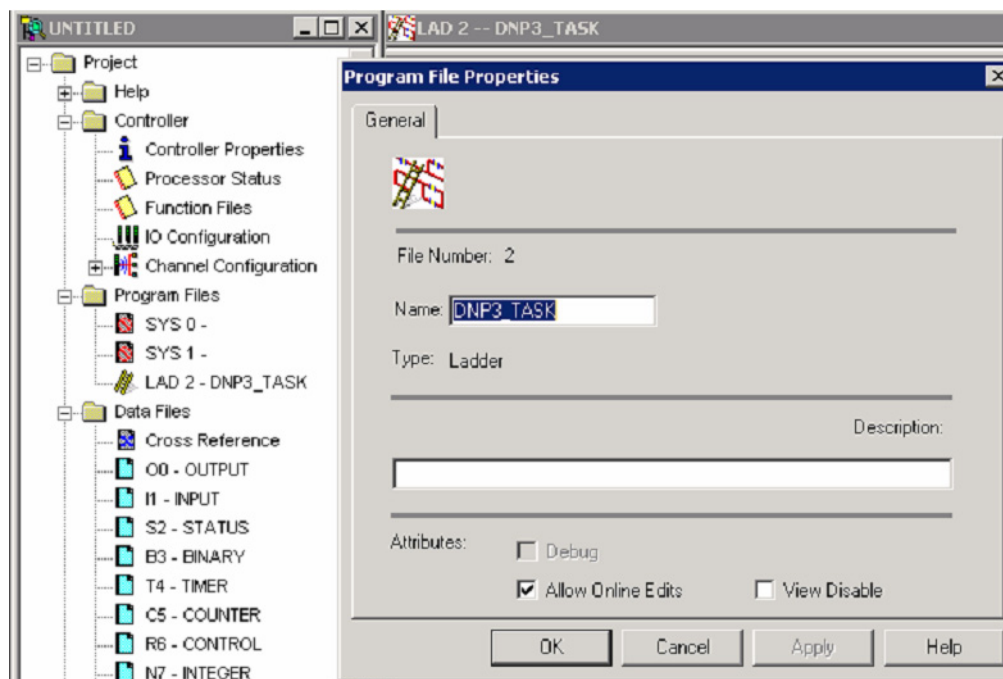 UNTITLED
Project
Help
Controller
Controller Properties
Processor Status
Function Files
IO Configuration
Channel Configuration
Program Files
SYS 0 -
SYS 1 -
LAD 2 - DNP3_TASK
Data Files
Cross Reference
O0 - OUTPUT
I1 - INPUT
S2 - STATUS
B3 - BINARY
T4 - TIMER
C5 - COUNTER
R6 - CONTROL
N7 - INTEGER
LAD 2 -- DNP3_TASK
Program File Properties
General
File Number: 2
Name: DNP3_TASK
Type: Ladder
Description:
Attributes:
Debug
Allow Online Edits
View Disable
OK
Cancel
Apply
Help